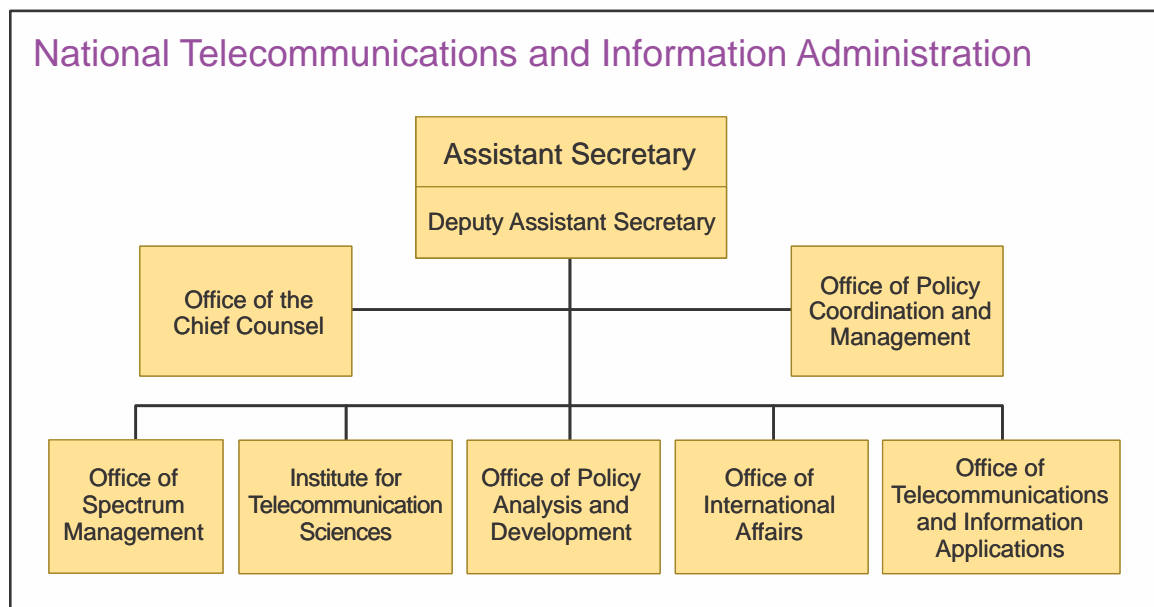 National Telecommunications and Information Administration
Assistant Secretary
Deputy Assistant Secretary
Office of the
Chief Counsel
Office of Policy
Coordination and
Management
Office of
Spectrum
Management
Institute for
Telecommunication
Sciences
Office of Policy
Analysis and
Development
Office of
International
Affairs
Office of
Telecommunications
and Information
Applications